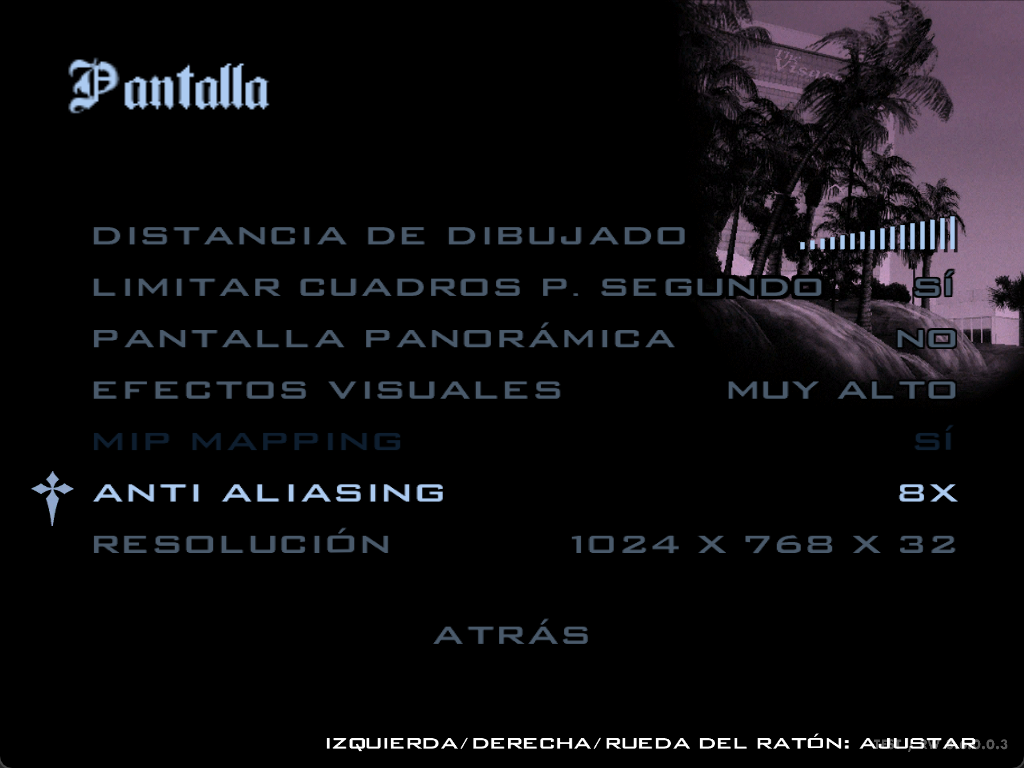 Pantalla
DISTANCIA DE DIBUJADO
LIMITAR CUADROS P. SEGUNDO SÍ
PANTALLA PANORÁMICA NO
EFECTOS VISUALES MUY ALTO
MIP MAPPING SÍ
ANTI ALIASING 8X
RESOLUCIÓN 1024 X 768 X 32
ATRÁS
IZQUIERDA/DERECHA/RUEDA DEL RATÓN: AJUSTAR